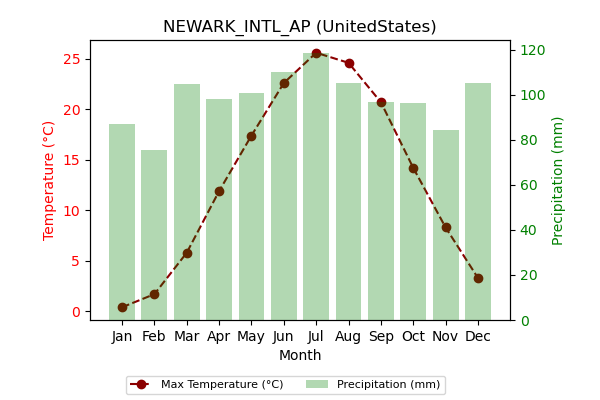 NEWARK_INTL_AP (UnitedStates)
Temperature (°C)
25
20
15
10
5
0
120
100
80
60
40
20
0
Precipitation (mm)
Jan Feb Mar Apr May Jun Jul Aug Sep Oct Nov Dec
Month
Max Temperature (°C) Precipitation (mm)